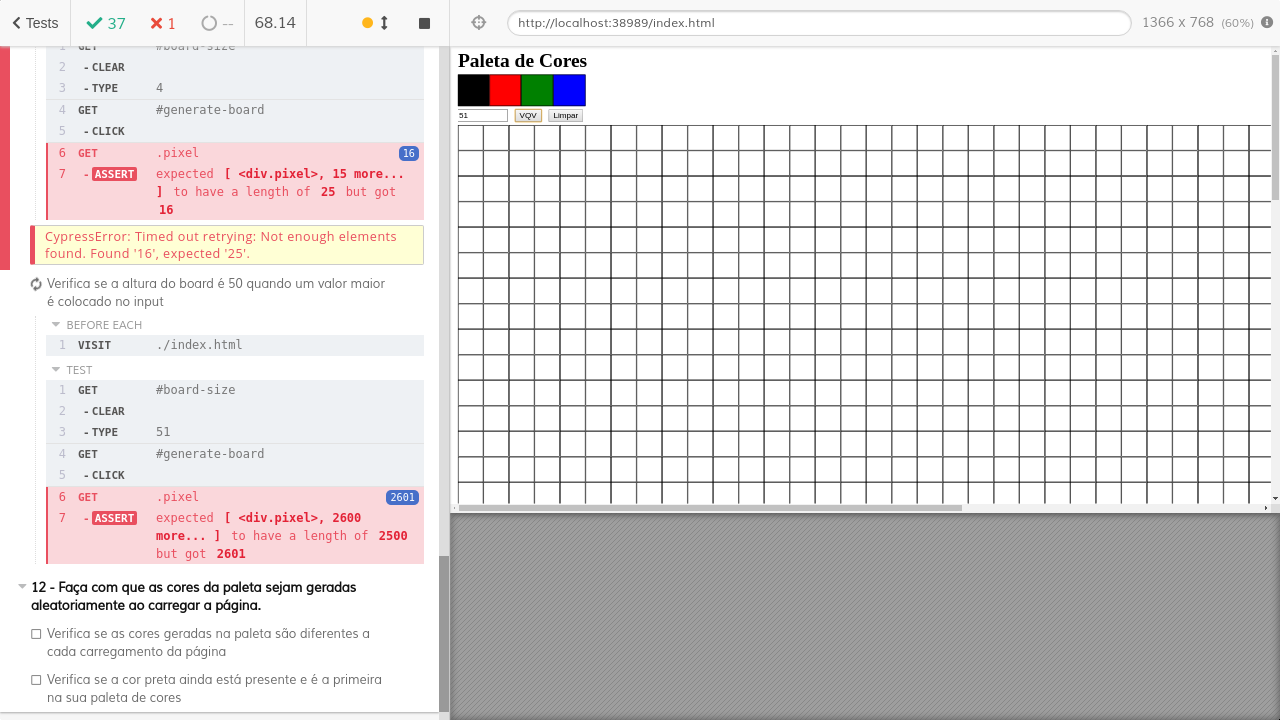 Tests 37 1 -- 68.14
http://localhost:38989/index.html 1366 x 768 (60%)
1 GET #board-size
2 - CLEAR
3 - TYPE 4
4 GET #generate-board
5 - CLICK
6 GET .pixel 16
7 - ASSERT expected [ <div.pixel>, 15 more...
] to have a length of 25 but got
16
CypressError: Timed out retrying: Not enough elements
found. Found '16', expected '25'.
Verifica se a altura do board é 50 quando um valor maior
é colocado no input
BEFORE EACH
1 VISIT ./index.html
TEST
1 GET #board-size
2 - CLEAR
3 - TYPE 51
4 GET #generate-board
5 - CLICK
6 GET .pixel 2601
7 - ASSERT expected [ <div.pixel>, 2600
more... ] to have a length of 2500
but got 2601
12 - Faça com que as cores da paleta sejam geradas
aleatoriamente ao carregar a página.
Verifica se as cores geradas na paleta são diferentes a
cada carregamento da página
Verifica se a cor preta ainda está presente e é a primeira
na sua paleta de cores
Paleta de Cores
51 VQV Limpar